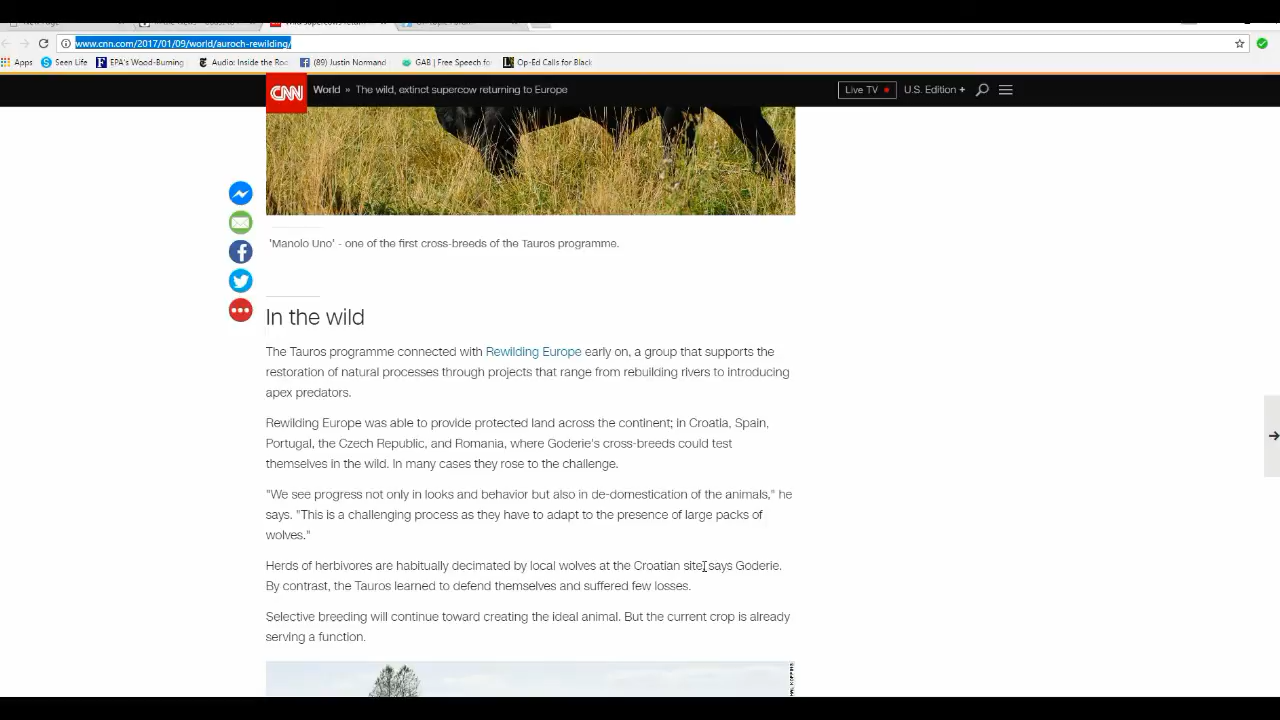 www.cnn.com/2017/01/09/world/auroch-rewilding/
Apps Seen Life EPA's Wood-Burning Audio: Inside the Roc (89) Justin Normand GAB | Free Speech fo Op-Ed Calls for Black
CNN World » The wild, extinct supercow returning to Europe Live TV U.S. Edition +
'Manolo Uno' - one of the first cross-breeds of the Tauros programme.
In the wild
The Tauros programme connected with Rewilding Europe early on, a group that supports the
restoration of natural processes through projects that range from rebuilding rivers to introducing
apex predators.
Rewilding Europe was able to provide protected land across the continent; in Croatia, Spain,
Portugal, the Czech Republic, and Romania, where Goderie's cross-breeds could test
themselves in the wild. In many cases they rose to the challenge.
"We see progress not only in looks and behavior but also in de-domestication of the animals," he
says. "This is a challenging process as they have to adapt to the presence of large packs of
wolves."
Herds of herbivores are habitually decimated by local wolves at the Croatian site, says Goderie.
By contrast, the Tauros learned to defend themselves and suffered few losses.
Selective breeding will continue toward creating the ideal animal. But the current crop is already
serving a function.